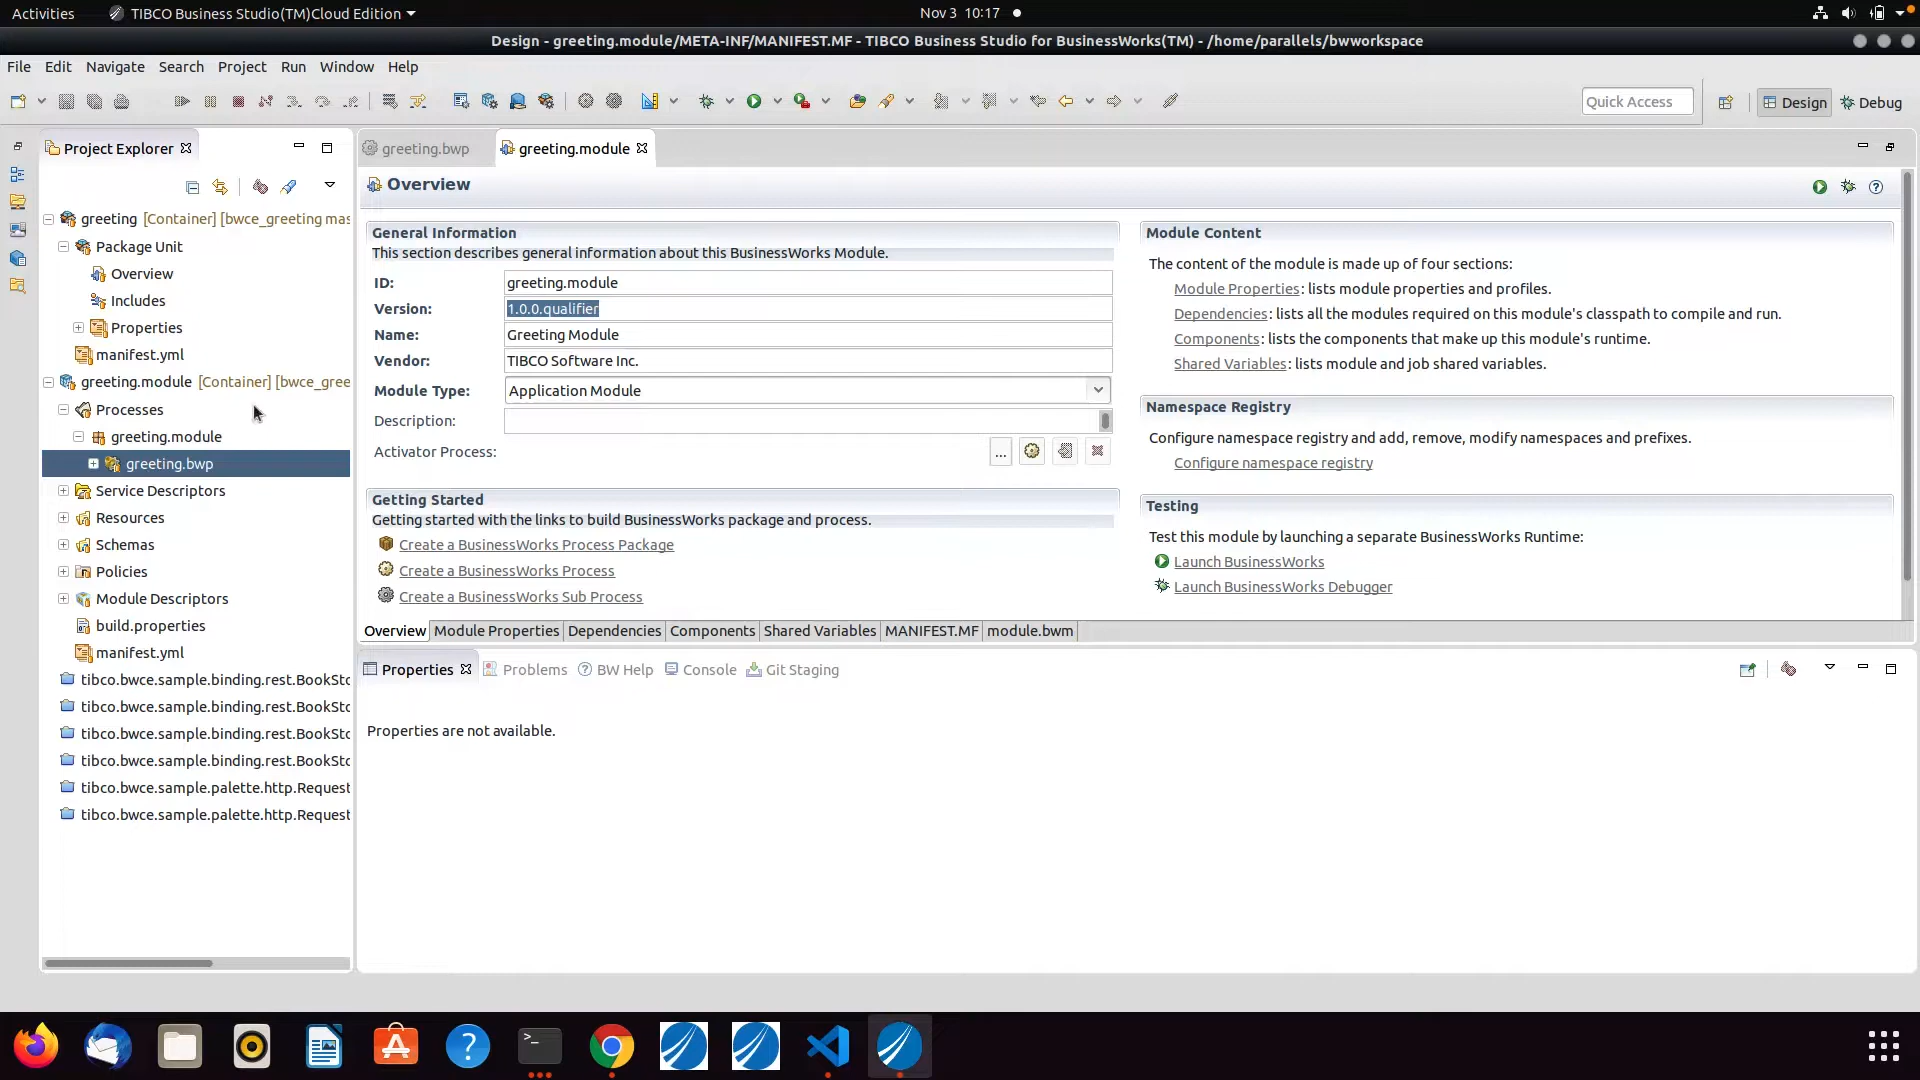 Activities
TIBCO Business Studio(TM)Cloud Edition
Nov 3 10:17
Design - greeting.module/META-INF/MANIFEST.MF - TIBCO Business Studio for BusinessWorks(TM) - /home/parallels/bwworkspace
File Edit Navigate Search Project Run Window Help
Quick Access
Design
Debug
Project Explorer
greeting [Container] [bwce_greeting mas
Package Unit
Overview
Includes
Properties
manifest.yml
greeting.module [Container] [bwce_gree
Processes
greeting.module
greeting.bwp
Service Descriptors
Resources
Schemas
Policies
Module Descriptors
build.properties
manifest.yml
tibco.bwce.sample.binding.rest.BookSto
tibco.bwce.sample.binding.rest.BookSto
tibco.bwce.sample.binding.rest.BookSto
tibco.bwce.sample.binding.rest.BookSto
tibco.bwce.sample.palette.http.Request
tibco.bwce.sample.palette.http.Request
greeting.bwp
greeting.module
Overview
General Information
This section describes general information about this BusinessWorks Module.
ID: greeting.module
Version: 1.0.0.qualifier
Name: Greeting Module
Vendor: TIBCO Software Inc.
Module Type: Application Module
Description:
Activator Process: ...
Getting Started
Getting started with the links to build BusinessWorks package and process.
Create a BusinessWorks Process Package
Create a BusinessWorks Process
Create a BusinessWorks Sub Process
Module Content
The content of the module is made up of four sections:
Module Properties: lists module properties and profiles.
Dependencies: lists all the modules required on this module's classpath to compile and run.
Components: lists the components that make up this module's runtime.
Shared Variables: lists module and job shared variables.
Namespace Registry
Configure namespace registry and add, remove, modify namespaces and prefixes.
Configure namespace registry
Testing
Test this module by launching a separate BusinessWorks Runtime:
Launch BusinessWorks
Launch BusinessWorks Debugger
Overview Module Properties Dependencies Components Shared Variables MANIFEST.MF module.bwm
Properties Problems BW Help Console Git Staging
Properties are not available.